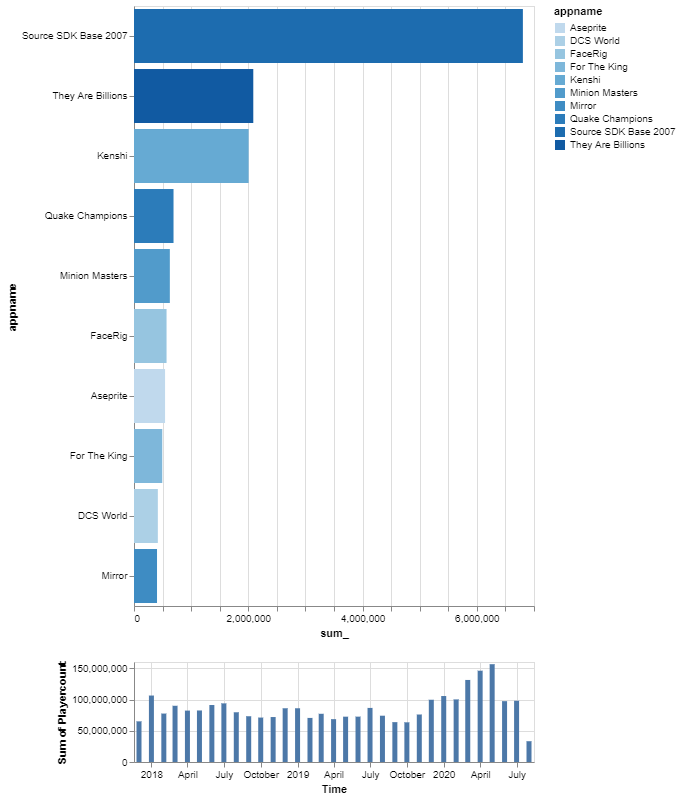 Source SDK Base 2007
They Are Billions
Kenshi
Quake Champions
Minion Masters
FaceRig
Aseprite
For The King
DCS World
Mirror
appname
0 2,000,000 4,000,000 6,000,000
sum_
appname
Aseprite
DCS World
FaceRig
For The King
Kenshi
Minion Masters
Mirror
Quake Champions
Source SDK Base 2007
They Are Billions
Sum of Playercount
150,000,000
100,000,000
50,000,000
0
2018 April July October 2019 April July October 2020 April July
Time